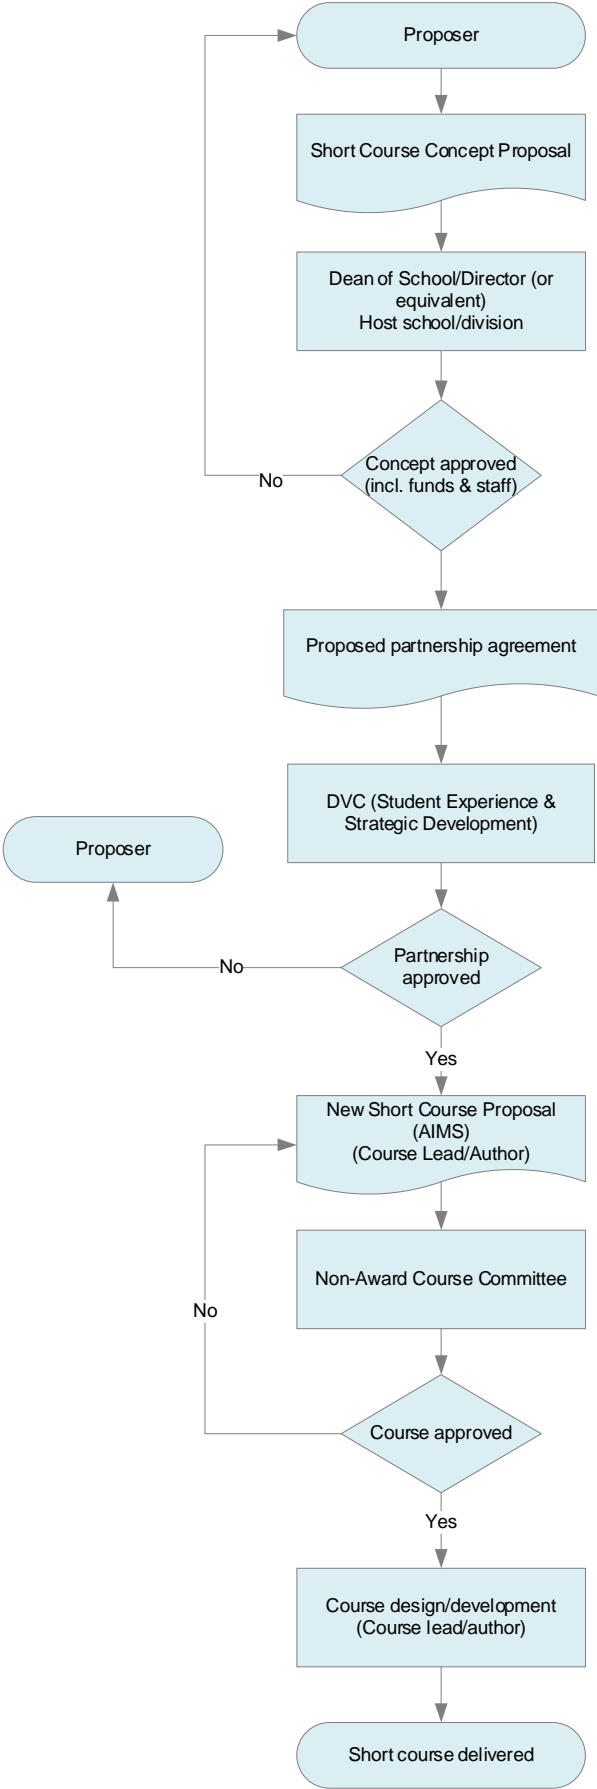 Proposer
Short Course Concept Proposal
Dean of School/Director (or
equivalent)
Host school/division
Concept approved
(incl. funds & staff)
No
Proposed partnership agreement
DVC (Student Experience &
Strategic Development)
Proposer
Partnership
approved
No
Yes
New Short Course Proposal
(AIMS)
(Course Lead/Author)
Non-Award Course Committee
No
Course approved
Yes
Course design/development
(Course lead/author)
Short course delivered